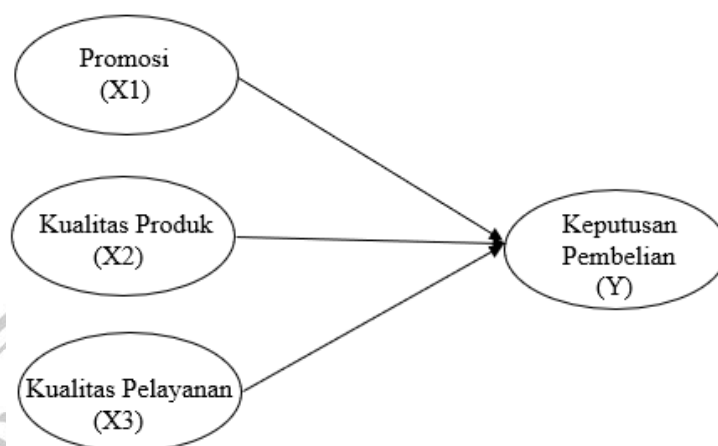 Promosi
(X1)
Kualitas Produk
(X2)
Kualitas Pelayanan
(X3)
Keputusan
Pembelian
(Y)